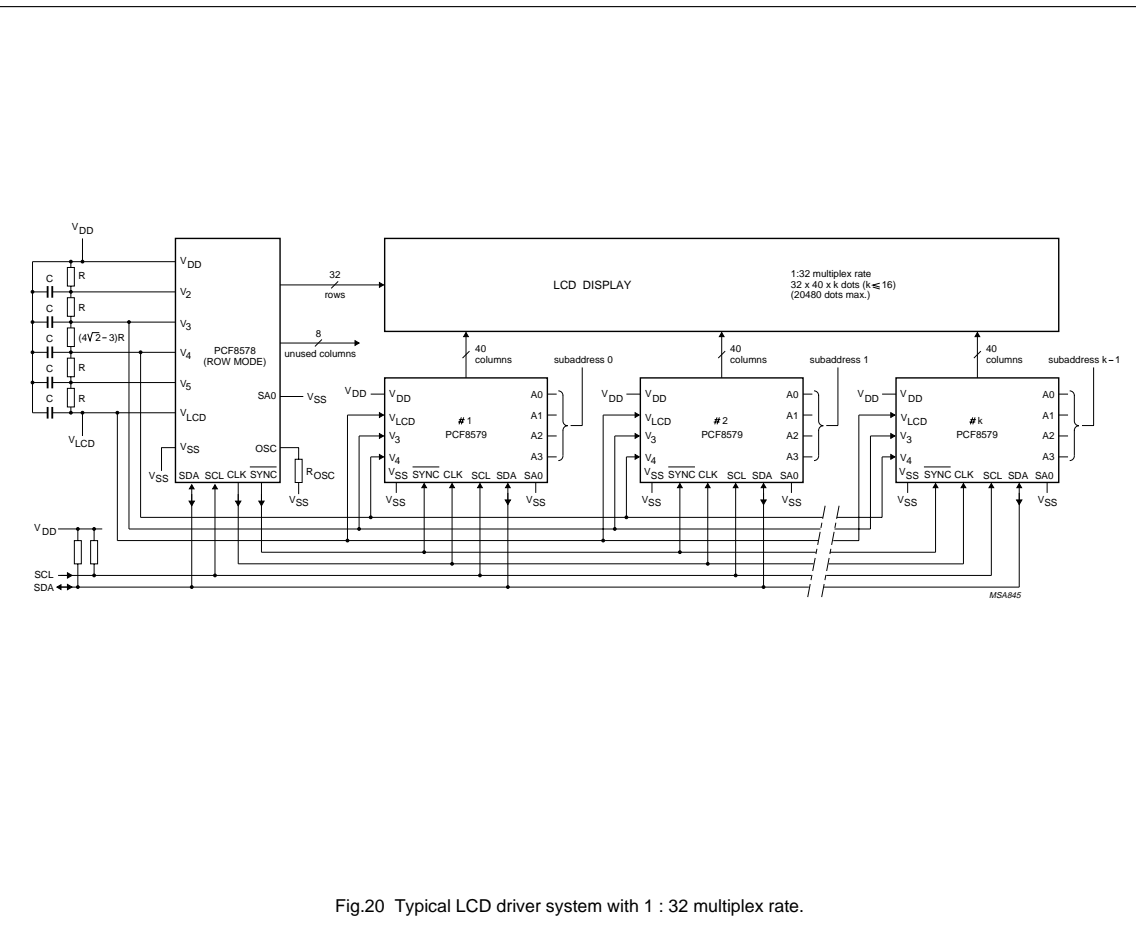 VDD
C
R
C
R
C
(4√2−3)R
C
R
C
R
VLCD
VDD
V2
V3
V4
V5
VLCD
VSS
VSS
PCF8578
(ROW MODE)
SA0
VSS
OSC
ROSC
VSS
SDA SCL CLK SYNC
32
rows
8
unused columns
LCD DISPLAY
1:32 multiplex rate
32 x 40 x k dots (k ≤ 16)
(20480 dots max.)
40
columns
subaddress 0
VDD
VDD
VLCD
V3
V4
VSS SYNC CLK SCL SDA SA0
VSS
VSS
#1
PCF8579
A0
A1
A2
A3
40
columns
subaddress 1
VDD
VDD
VLCD
V3
V4
VSS SYNC CLK SCL SDA SA0
VSS
VSS
#2
PCF8579
A0
A1
A2
A3
40
columns
subaddress k−1
VDD
VDD
VLCD
V3
V4
VSS SYNC CLK SCL SDA SA0
VSS
VSS
#k
PCF8579
A0
A1
A2
A3
VDD
SCL
SDA
MSA845
Fig.20 Typical LCD driver system with 1 : 32 multiplex rate.